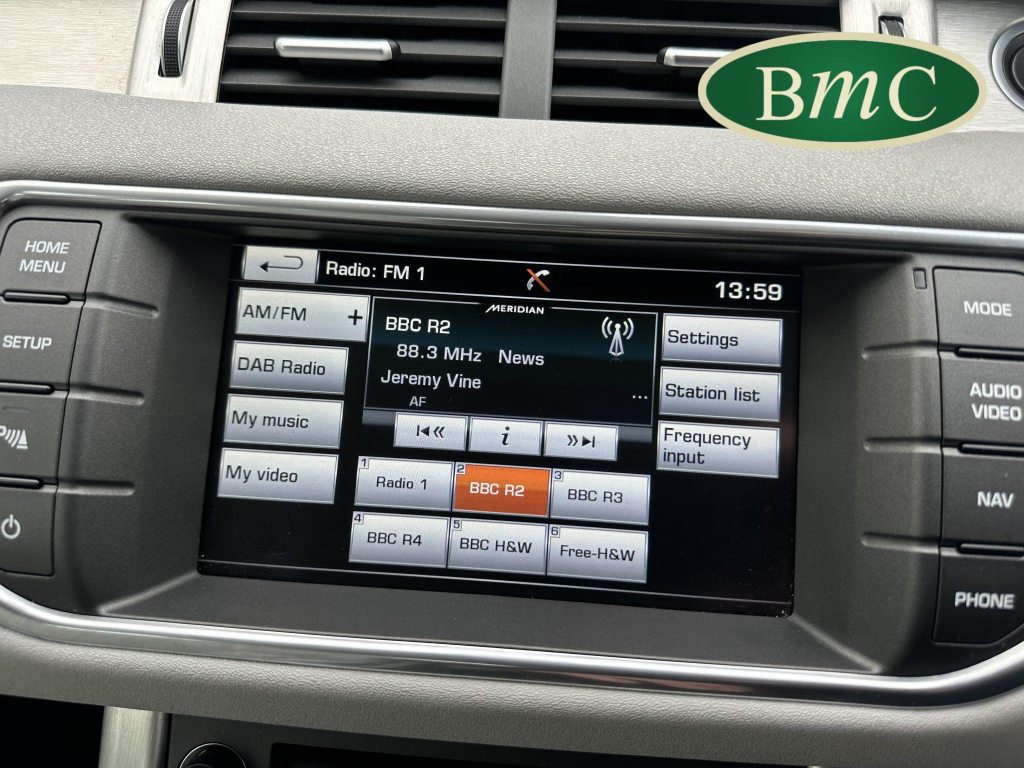 BmC
HOME
MENU
SETUP
P
Radio: FM 1
13:59
AM/FM +
DAB Radio
My music
My video
MERIDIAN
BBC R2
88.3 MHz News
Jeremy Vine
...
AF
i
Settings
Station list
Frequency
input
1 Radio 1
2 BBC R2
3 BBC R3
4 BBC R4
5 BBC H&W
6 Free-H&W
MODE
AUDIO
VIDEO
NAV
PHONE